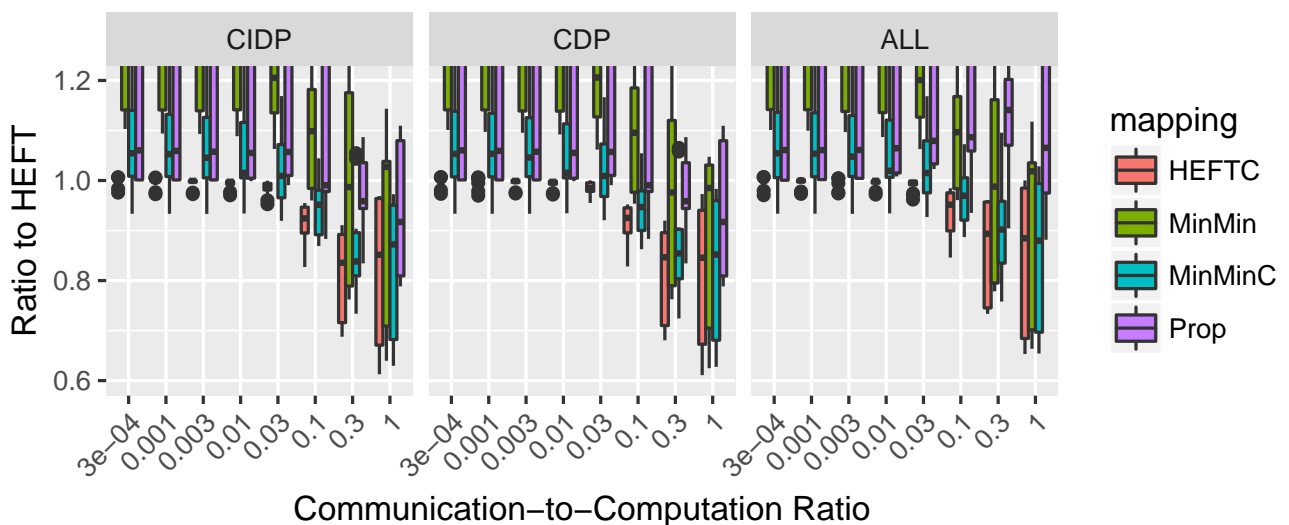 CIDP CDP ALL
1.2
1.0
0.8
0.6
Ratio to HEFT
3e−04 0.001 0.003 0.01 0.03 0.1 0.3 1 3e−04 0.001 0.003 0.01 0.03 0.1 0.3 1 3e−04 0.001 0.003 0.01 0.03 0.1 0.3 1
Communication−to−Computation Ratio
mapping
HEFTC
MinMin
MinMinC
Prop